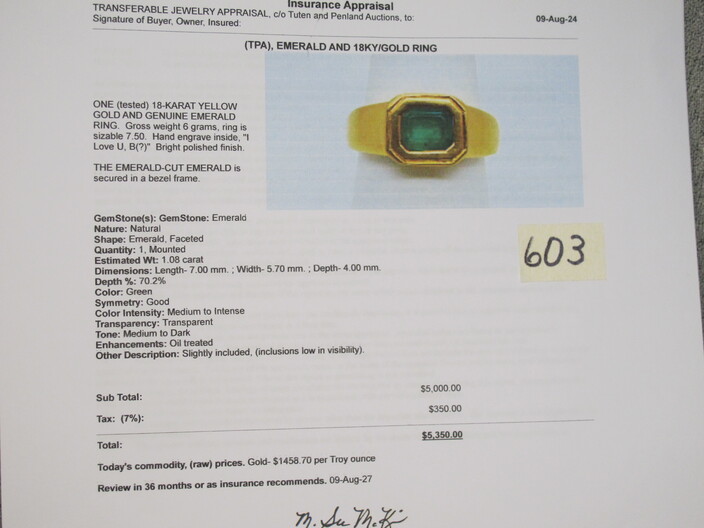 Insurance Appraisal
TRANSFERABLE JEWELRY APPRAISAL, c/o Tuten and Penland Auctions, to:
09-Aug-24
Signature of Buyer, Owner, Insured:
(TPA), EMERALD AND 18KY/GOLD RING
ONE (tested) 18-KARAT YELLOW
GOLD AND GENUINE EMERALD
RING. Gross weight 6 grams, ring is
sizable 7.50. Hand engrave inside, "I
Love U, B(?)" Bright polished finish.
THE EMERALD-CUT EMERALD is
secured in a bezel frame.
603
GemStone(s): GemStone: Emerald
Nature: Natural
Shape: Emerald, Faceted
Quantity: 1, Mounted
Estimated Wt: 1.08 carat
Dimensions: Length- 7.00 mm. ; Width- 5.70 mm. ; Depth- 4.00 mm.
Depth %: 70.2%
Color: Green
Symmetry: Good
Color Intensity: Medium to Intense
Transparency: Transparent
Tone: Medium to Dark
Enhancements: Oil treated
Other Description: Slightly included, (inclusions low in visibility).
Sub Total: $5,000.00
Tax: (7%): $350.00
Total: $5,350.00
Today's commodity, (raw) prices. Gold- $1458.70 per Troy ounce
Review in 36 months or as insurance recommends. 09-Aug-27
M. Sue